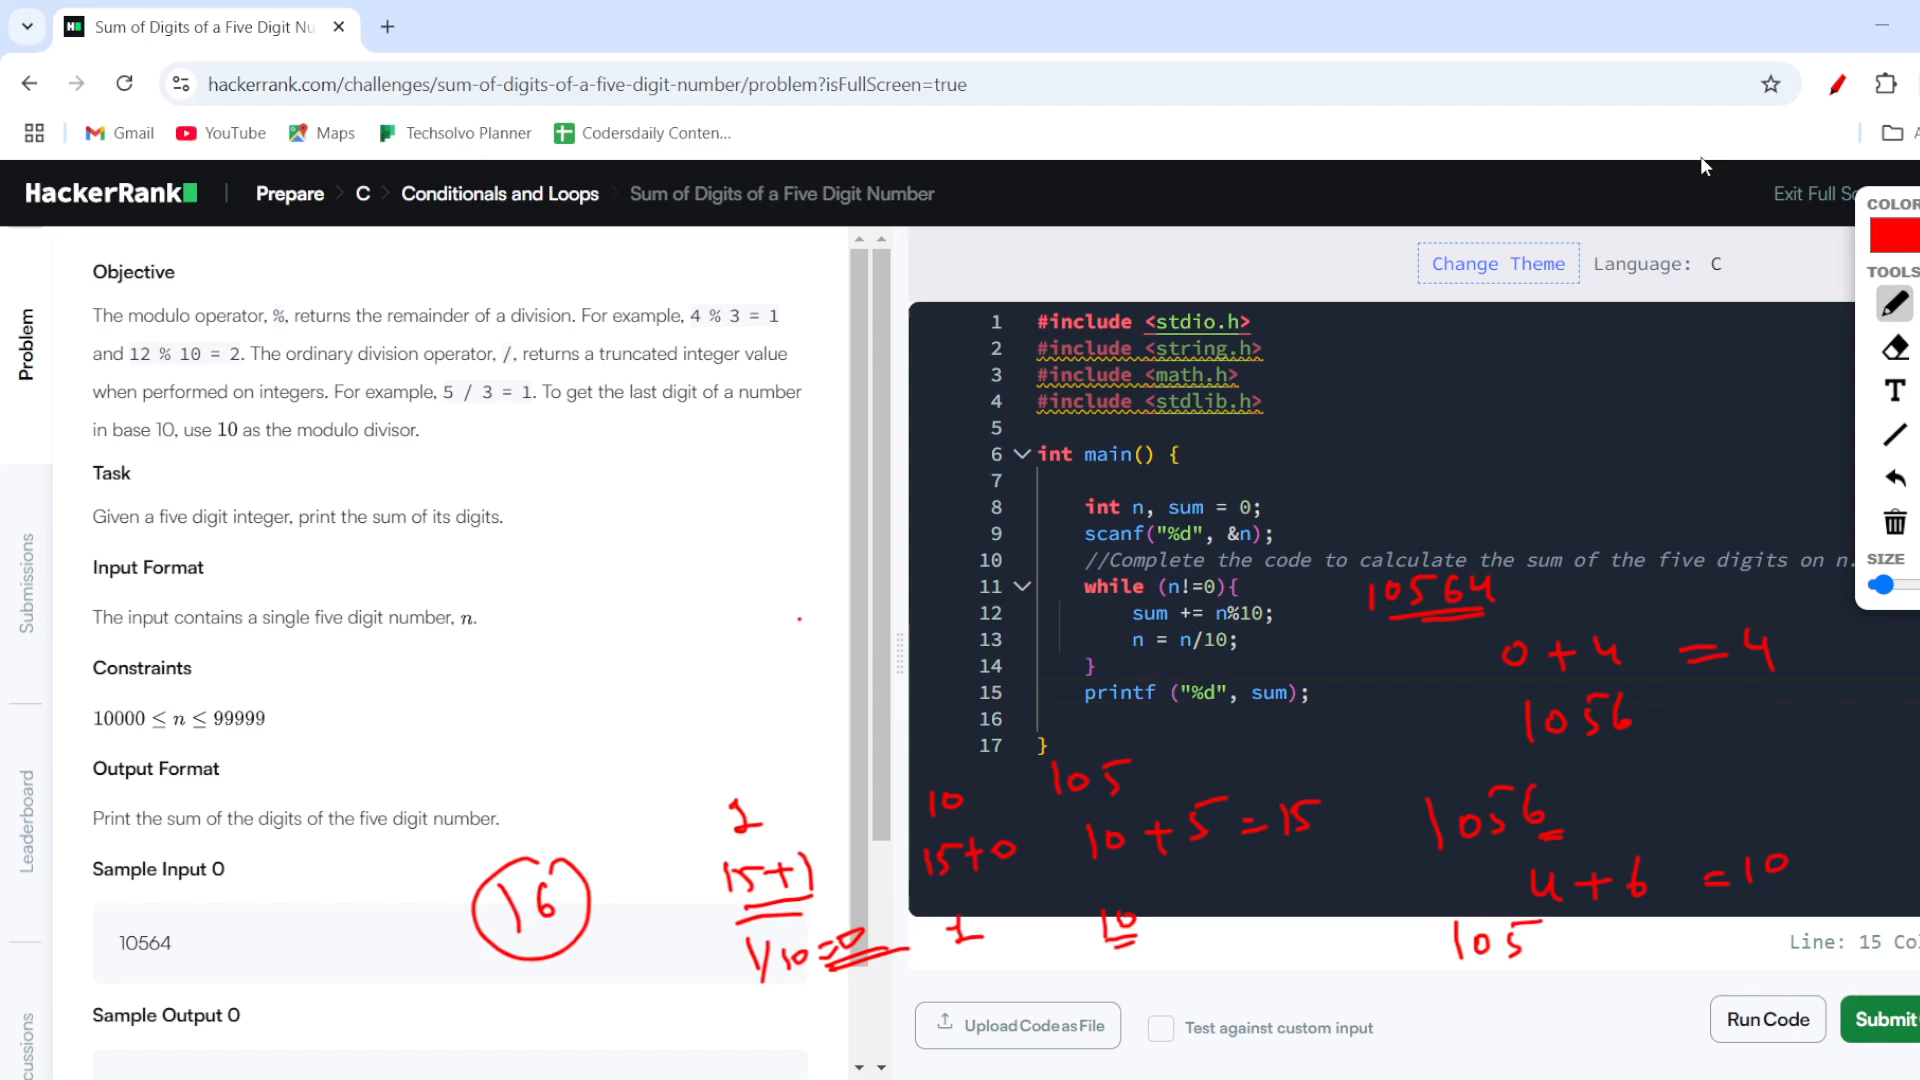 Sum of Digits of a Five Digit Nu
hackerrank.com/challenges/sum-of-digits-of-a-five-digit-number/problem?isFullScreen=true
Gmail YouTube Maps Techsolvo Planner Codersdaily Conten...
HackerRank | Prepare > C > Conditionals and Loops > Sum of Digits of a Five Digit Number
Exit Full Sc
Problem
Submissions
Leaderboard
cussions
Objective
The modulo operator, %, returns the remainder of a division. For example, 4 % 3 = 1
and 12 % 10 = 2. The ordinary division operator, /, returns a truncated integer value
when performed on integers. For example, 5 / 3 = 1. To get the last digit of a number
in base 10, use 10 as the modulo divisor.
Task
Given a five digit integer, print the sum of its digits.
Input Format
The input contains a single five digit number, n.
Constraints
10000 ≤ n ≤ 99999
Output Format
Print the sum of the digits of the five digit number.
Sample Input 0
10564
Sample Output 0
Change Theme Language: C
1 #include <stdio.h>
2 #include <string.h>
3 #include <math.h>
4 #include <stdlib.h>
5
6 int main() {
7
8 int n, sum = 0;
9 scanf("%d", &n);
10 //Complete the code to calculate the sum of the five digits on n.
11 while (n!=0){
12 sum += n%10;
13 n = n/10;
14 }
15 printf ("%d", sum);
16
17 }
10564
0+4 =4
1056
1056
4+6 =10
105
105
10+5=15
10
10
15+0
1
1
15+1
1/10=0
16
Line: 15 Co
Upload Code as File
Test against custom input
Run Code
Submit
COLOR
TOOLS
T
SIZE